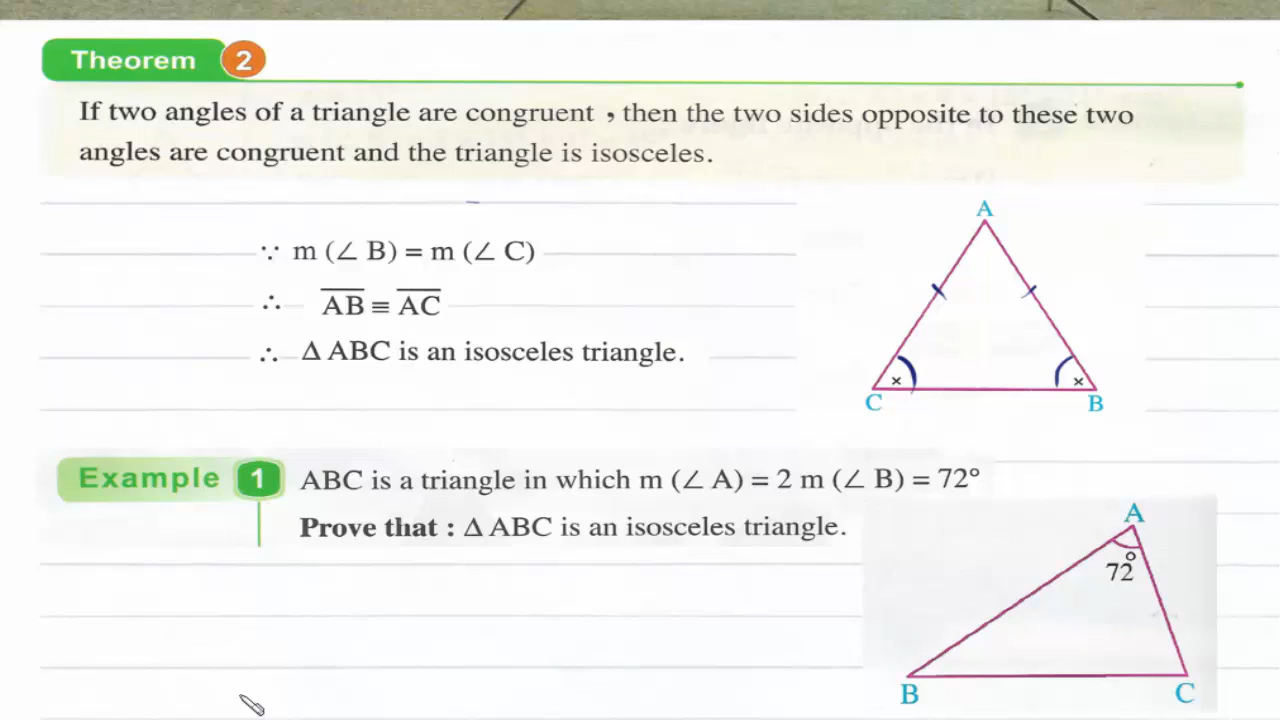 Theorem 2
If two angles of a triangle are congruent , then the two sides opposite to these two
angles are congruent and the triangle is isosceles.
A
∵ m (∠ B) = m (∠ C)
∴ A̅B̅ ≡ A̅C̅
∴ Δ ABC is an isosceles triangle.
× ×
C B
Example 1 ABC is a triangle in which m (∠ A) = 2 m (∠ B) = 72°
Prove that : Δ ABC is an isosceles triangle.
A
72°
B C